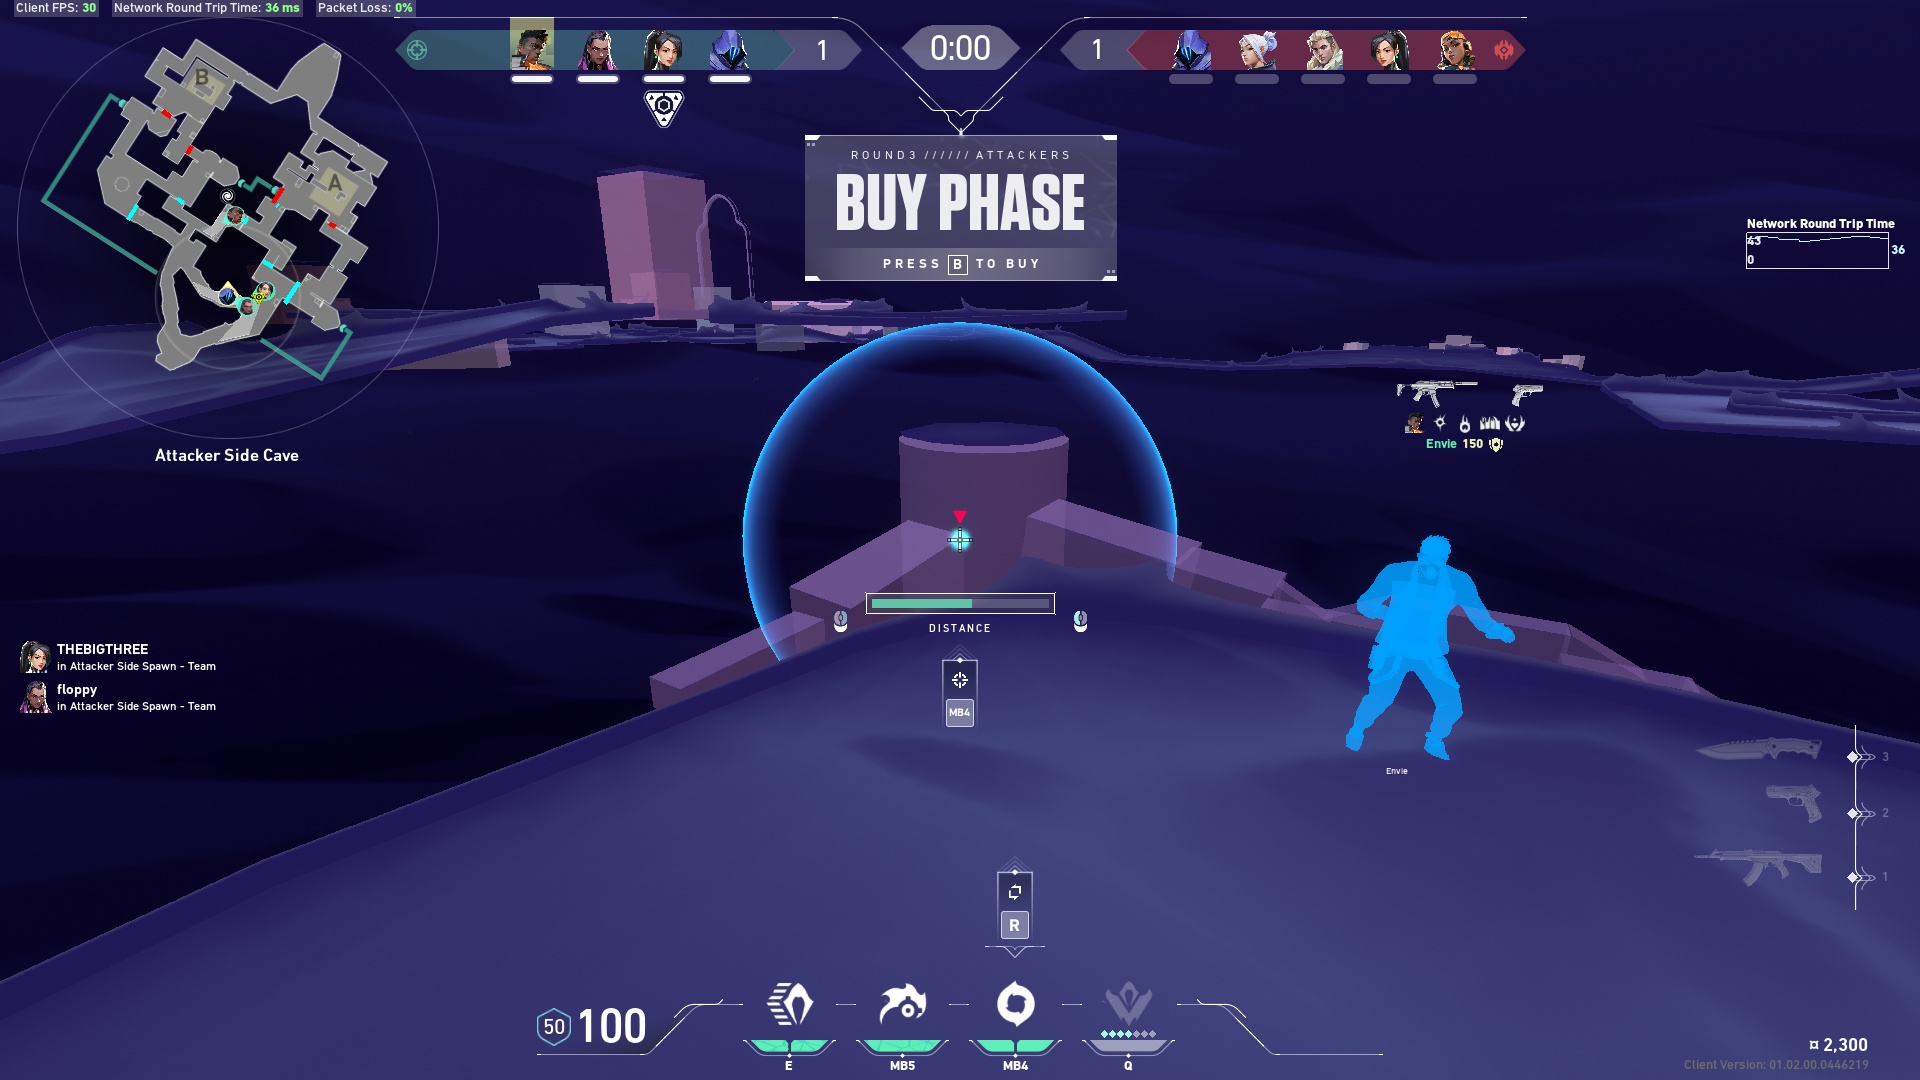 Client FPS: 30 Network Round Trip Time: 36 ms Packet Loss: 0%
1 0:00 1
B
A
ROUND3 ////// ATTACKERS
BUY PHASE
PRESS B TO BUY
Network Round Trip Time
43
36
0
Envie 150
Attacker Side Cave
DISTANCE
THEBIGTHREE
in Attacker Side Spawn - Team
floppy
in Attacker Side Spawn - Team
MB4
Envie
3
2
1
R
50 100
E MB5 MB4 Q
¤ 2,300
Client Version: 01.02.00.0446219